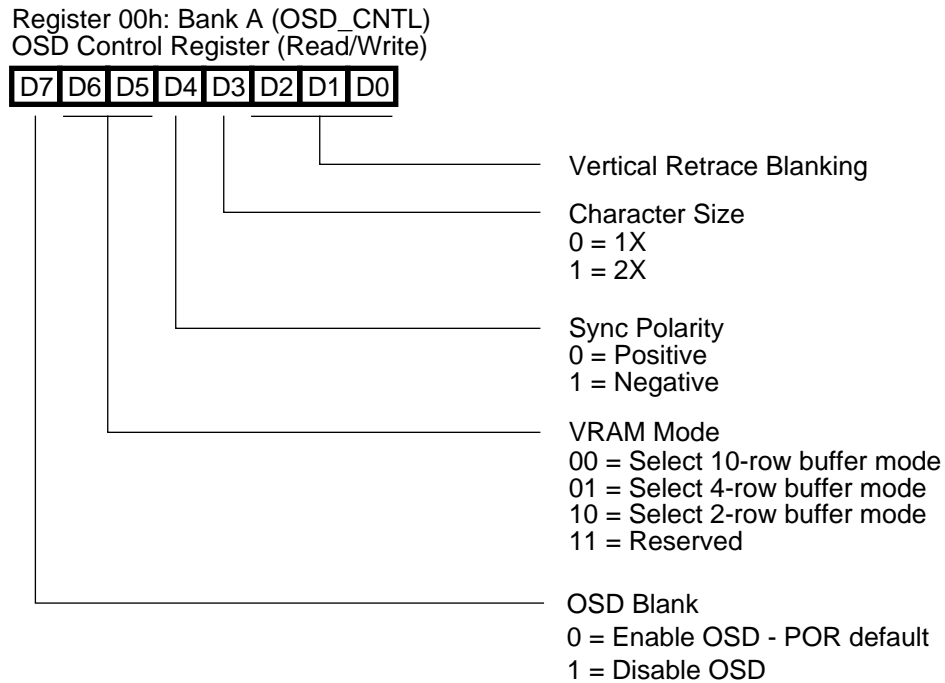 Register 00h: Bank A (OSD_CNTL)
OSD Control Register (Read/Write)
D7 D6 D5 D4 D3 D2 D1 D0
Vertical Retrace Blanking
Character Size
0 = 1X
1 = 2X
Sync Polarity
0 = Positive
1 = Negative
VRAM Mode
00 = Select 10-row buffer mode
01 = Select 4-row buffer mode
10 = Select 2-row buffer mode
11 = Reserved
OSD Blank
0 = Enable OSD - POR default
1 = Disable OSD